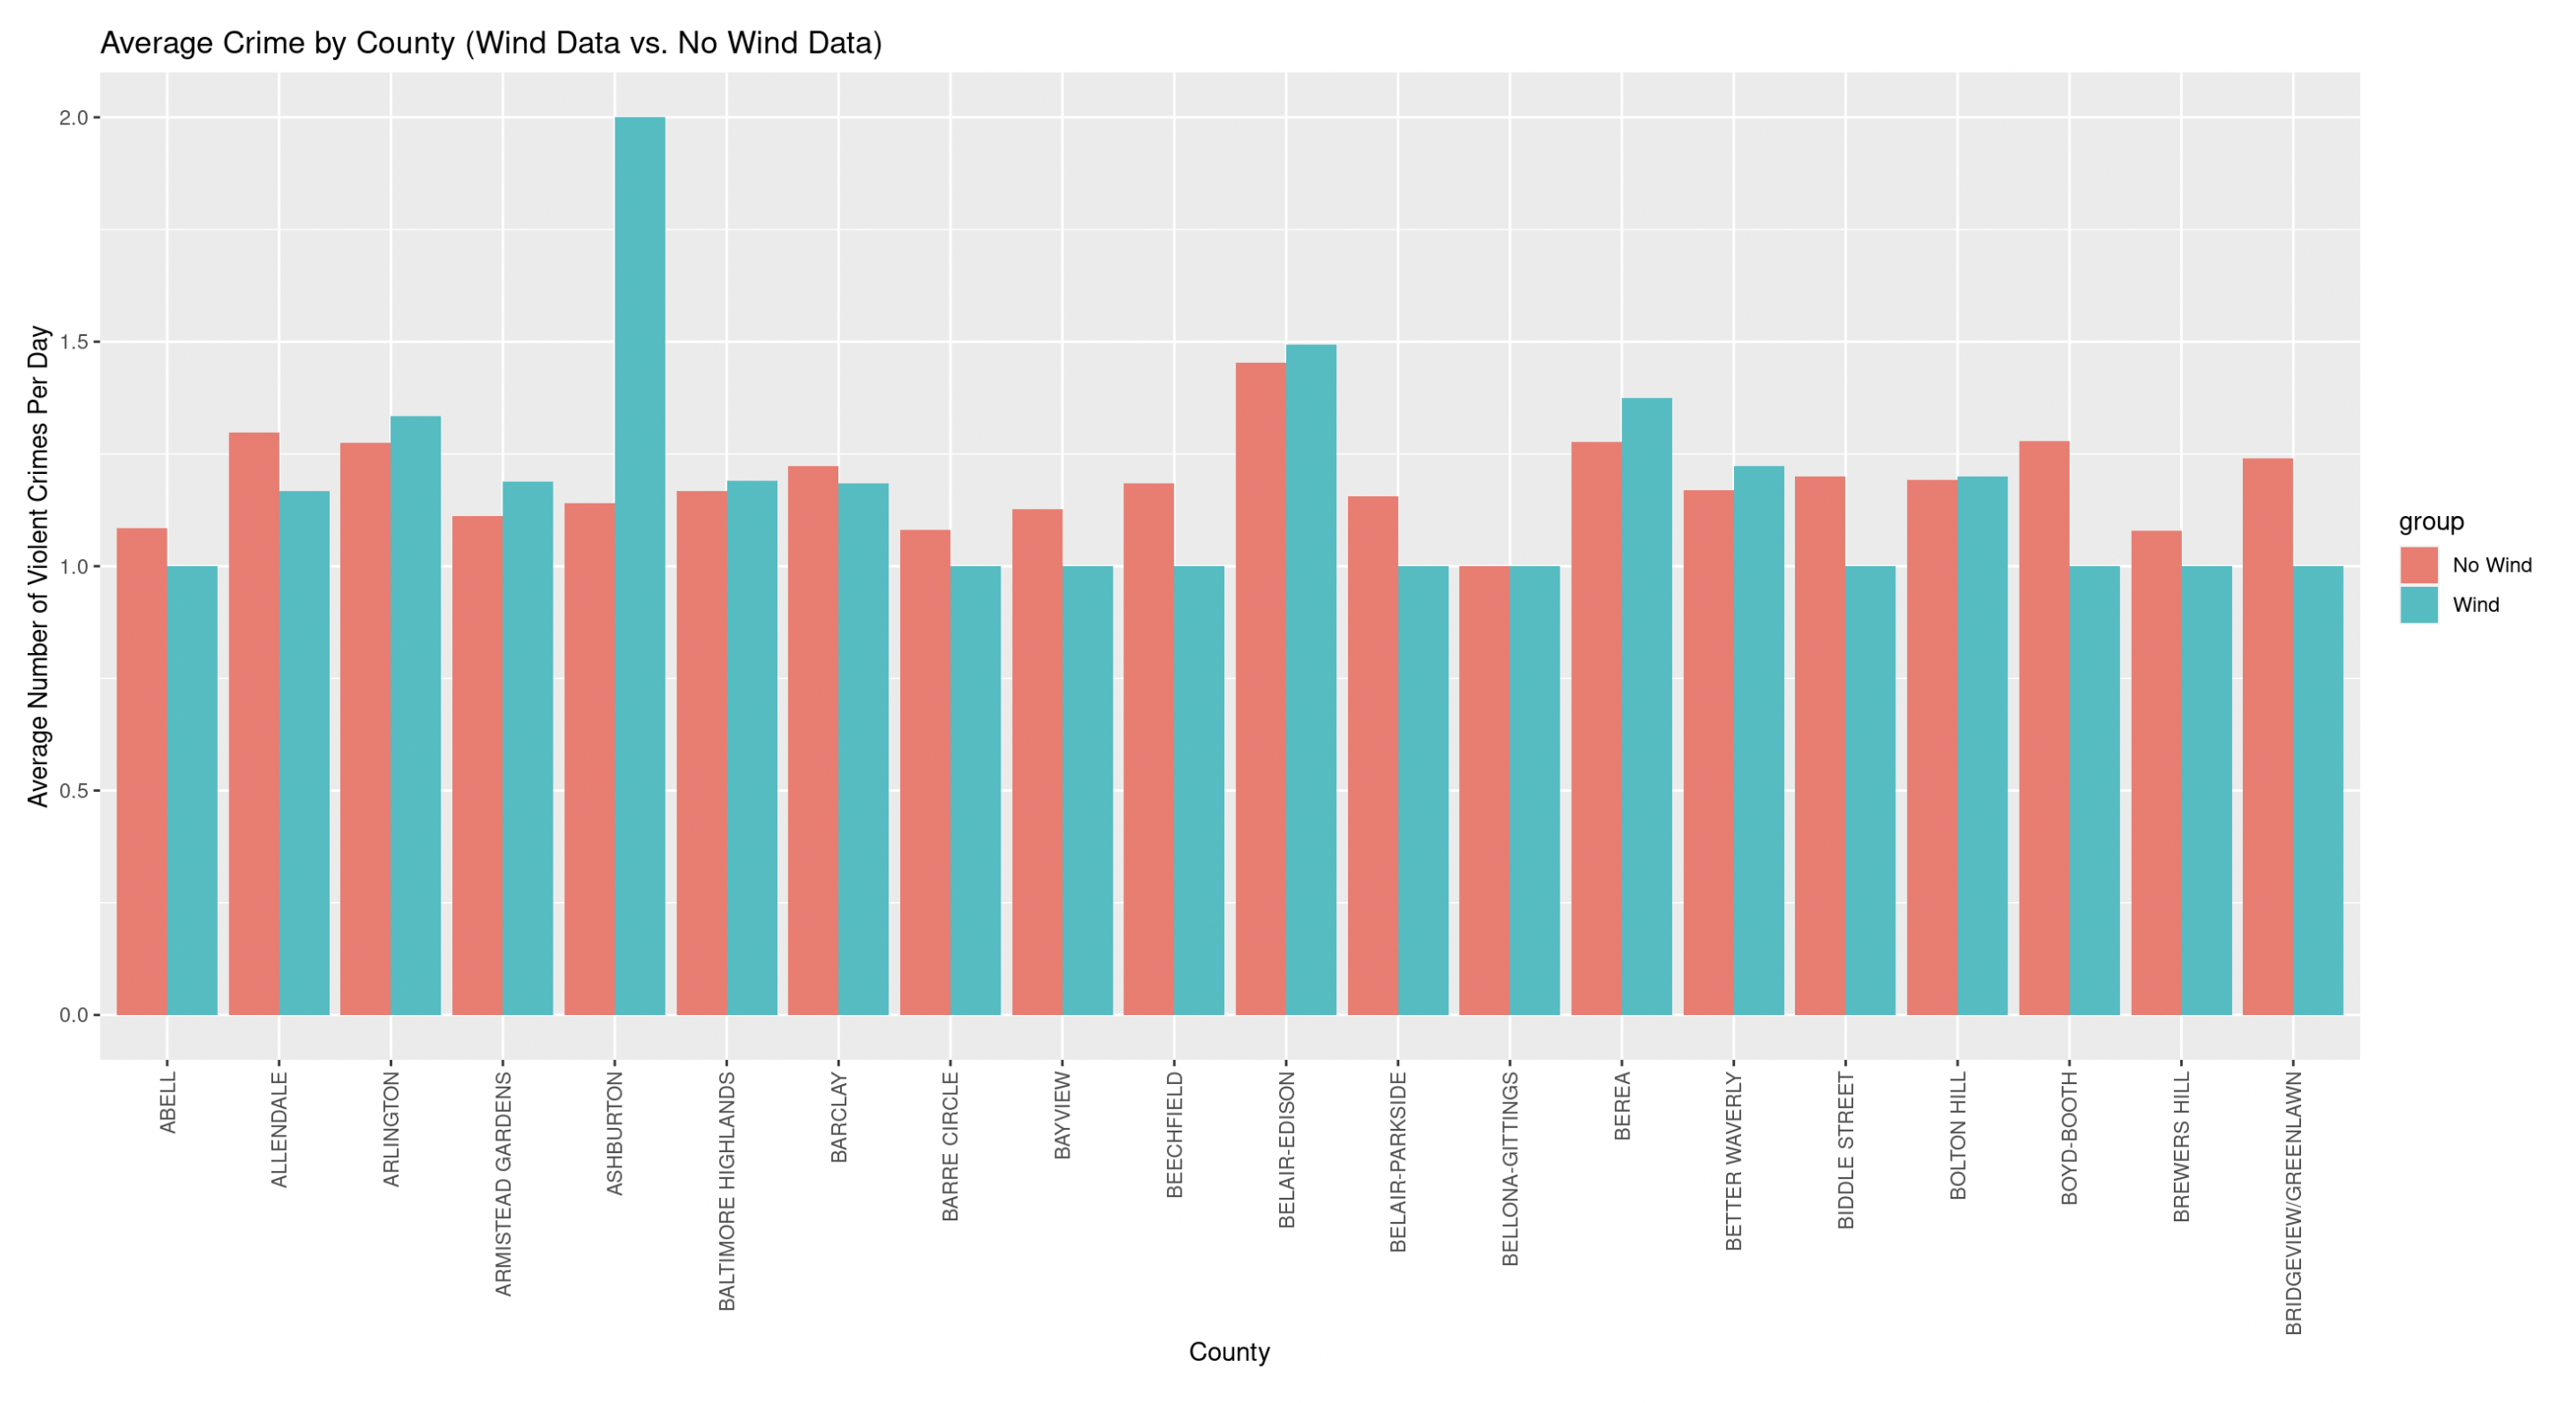 Average Crime by County (Wind Data vs. No Wind Data)
Average Number of Violent Crimes Per Day
2.0
1.5
1.0
0.5
0.0
ABELL
ALLENDALE
ARLINGTON
ARMISTEAD GARDENS
ASHBURTON
BALTIMORE HIGHLANDS
BARCLAY
BARRE CIRCLE
BAYVIEW
BEECHFIELD
BELAIR-EDISON
BELAIR-PARKSIDE
BELLONA-GITTINGS
BEREA
BETTER WAVERLY
BIDDLE STREET
BOLTON HILL
BOYD-BOOTH
BREWERS HILL
BRIDGEVIEW/GREENLAWN
County
group
No Wind
Wind